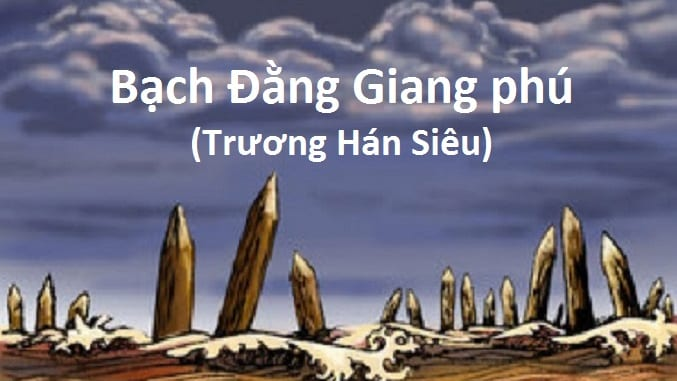 Bạch Đằng Giang phú
(Trương Hán Siêu)